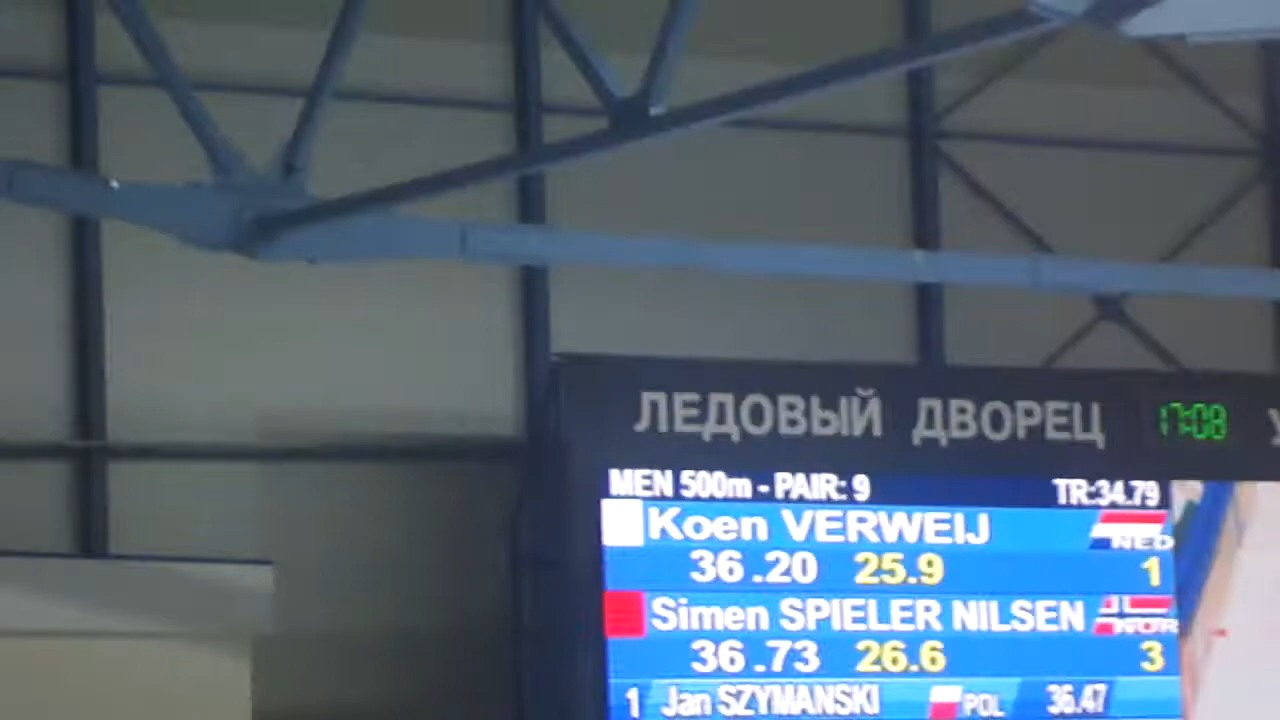 ЛЕДОВЫЙ ДВОРЕЦ 17:08
MEN 500m - PAIR: 9 TR:34.79
Koen VERWEIJ NED
36.20 25.9 1
Simen SPIELER NILSEN NOR
36.73 26.6 3
1 Jan SZYMANSKI POL 36.47